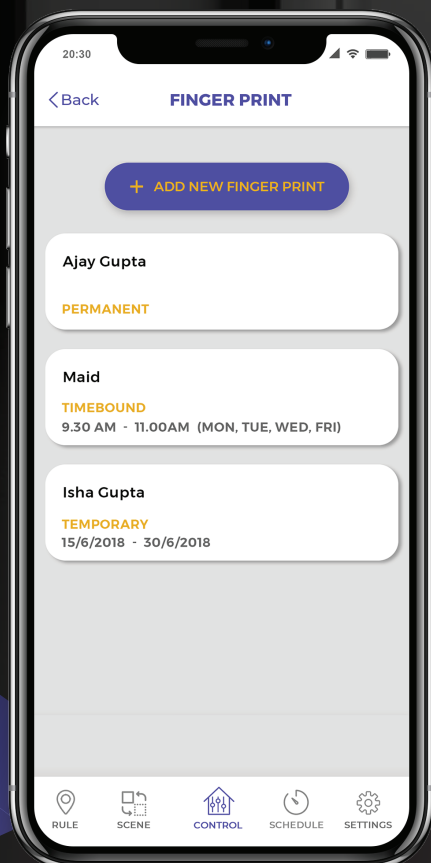 20:30
Back
FINGER PRINT
+ ADD NEW FINGER PRINT
Ajay Gupta
PERMANENT
Maid
TIMEBOUND
9.30 AM - 11.00AM (MON, TUE, WED, FRI)
Isha Gupta
TEMPORARY
15/6/2018 - 30/6/2018
RULE SCENE CONTROL SCHEDULE SETTINGS